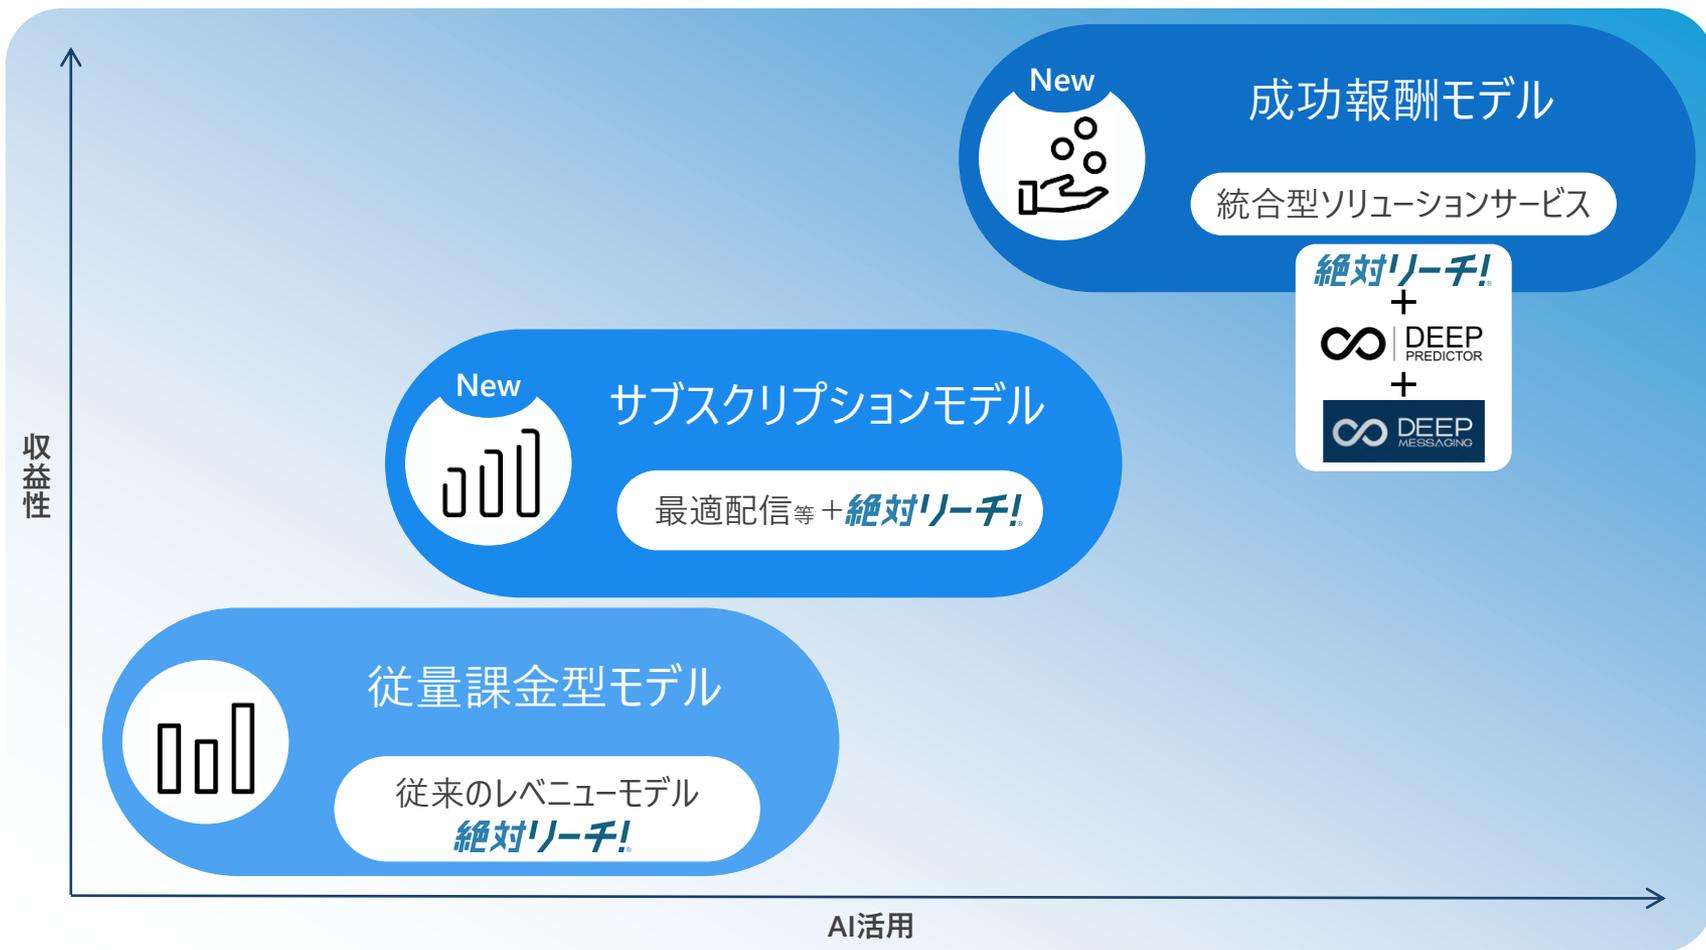 New
成功報酬モデル
統合型ソリューションサービス
絶対リーチ!®
+
DEEP
PREDICTOR
+
DEEP
MESSAGING
New
サブスクリプションモデル
最適配信等+絶対リーチ!®
収益性
従量課金型モデル
従来のレベニューモデル
絶対リーチ!®
AI活用